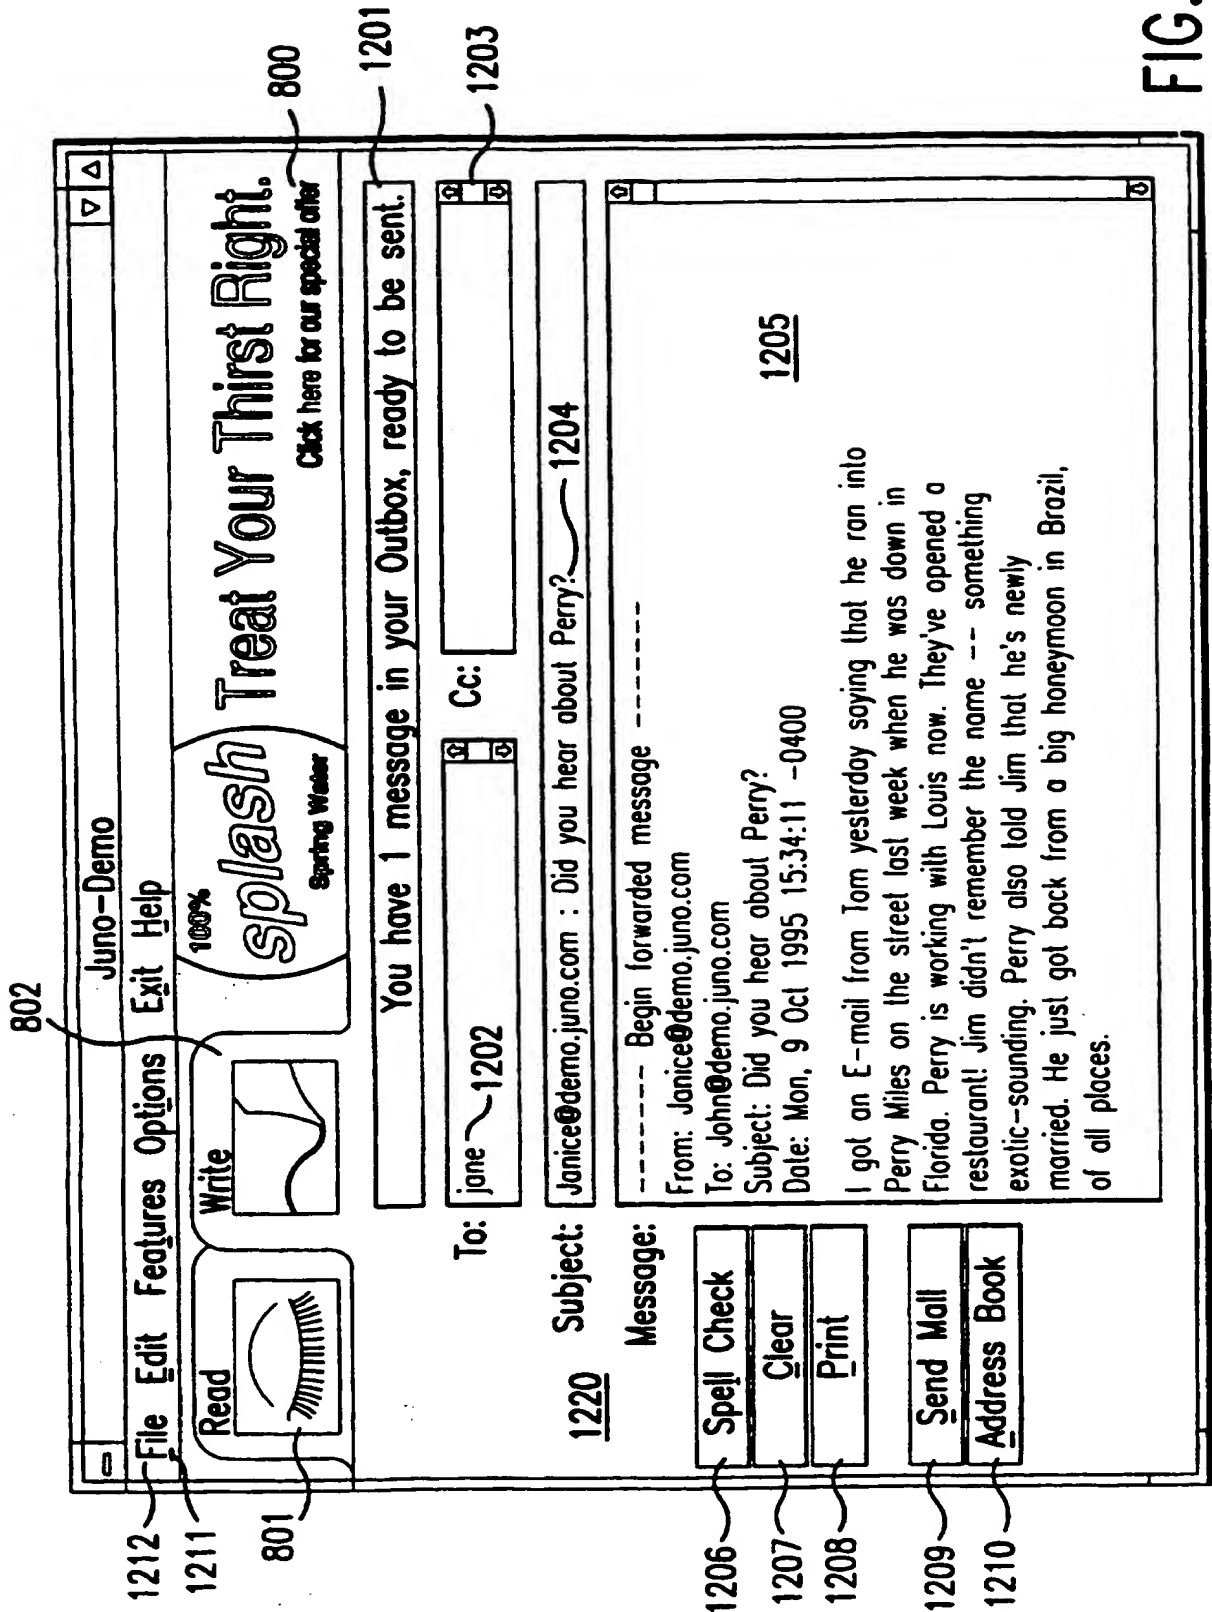 802
Juno-Demo
File Edit Features Options Exit Help
1212
1211
Read
Write
801
100%
splash
Spring Water
Treat Your Thirst Right.
Click here for our special offer
800
You have 1 message in your Outbox, ready to be sent.
1201
To: jane 1202
Cc:
1203
1220
Subject: Janice@demo.juno.com : Did you hear about Perry? 1204
Message:
------- Begin forwarded message -------
From: Janice@demo.juno.com
To: John@demo.juno.com
Subject: Did you hear about Perry?
Date: Mon, 9 Oct 1995 15:34:11 -0400
1205
I got an E-mail from Tom yesterday saying that he ran into
Perry Miles on the street last week when he was down in
Florida. Perry is working with Louis now. They've opened a
restaurant! Jim didn't remember the name -- something
exotic-sounding. Perry also told Jim that he's newly
married. He just got back from a big honeymoon in Brazil,
of all places.
1206 Spell Check
1207 Clear
1208 Print
1209 Send Mail
1210 Address Book
FIG.